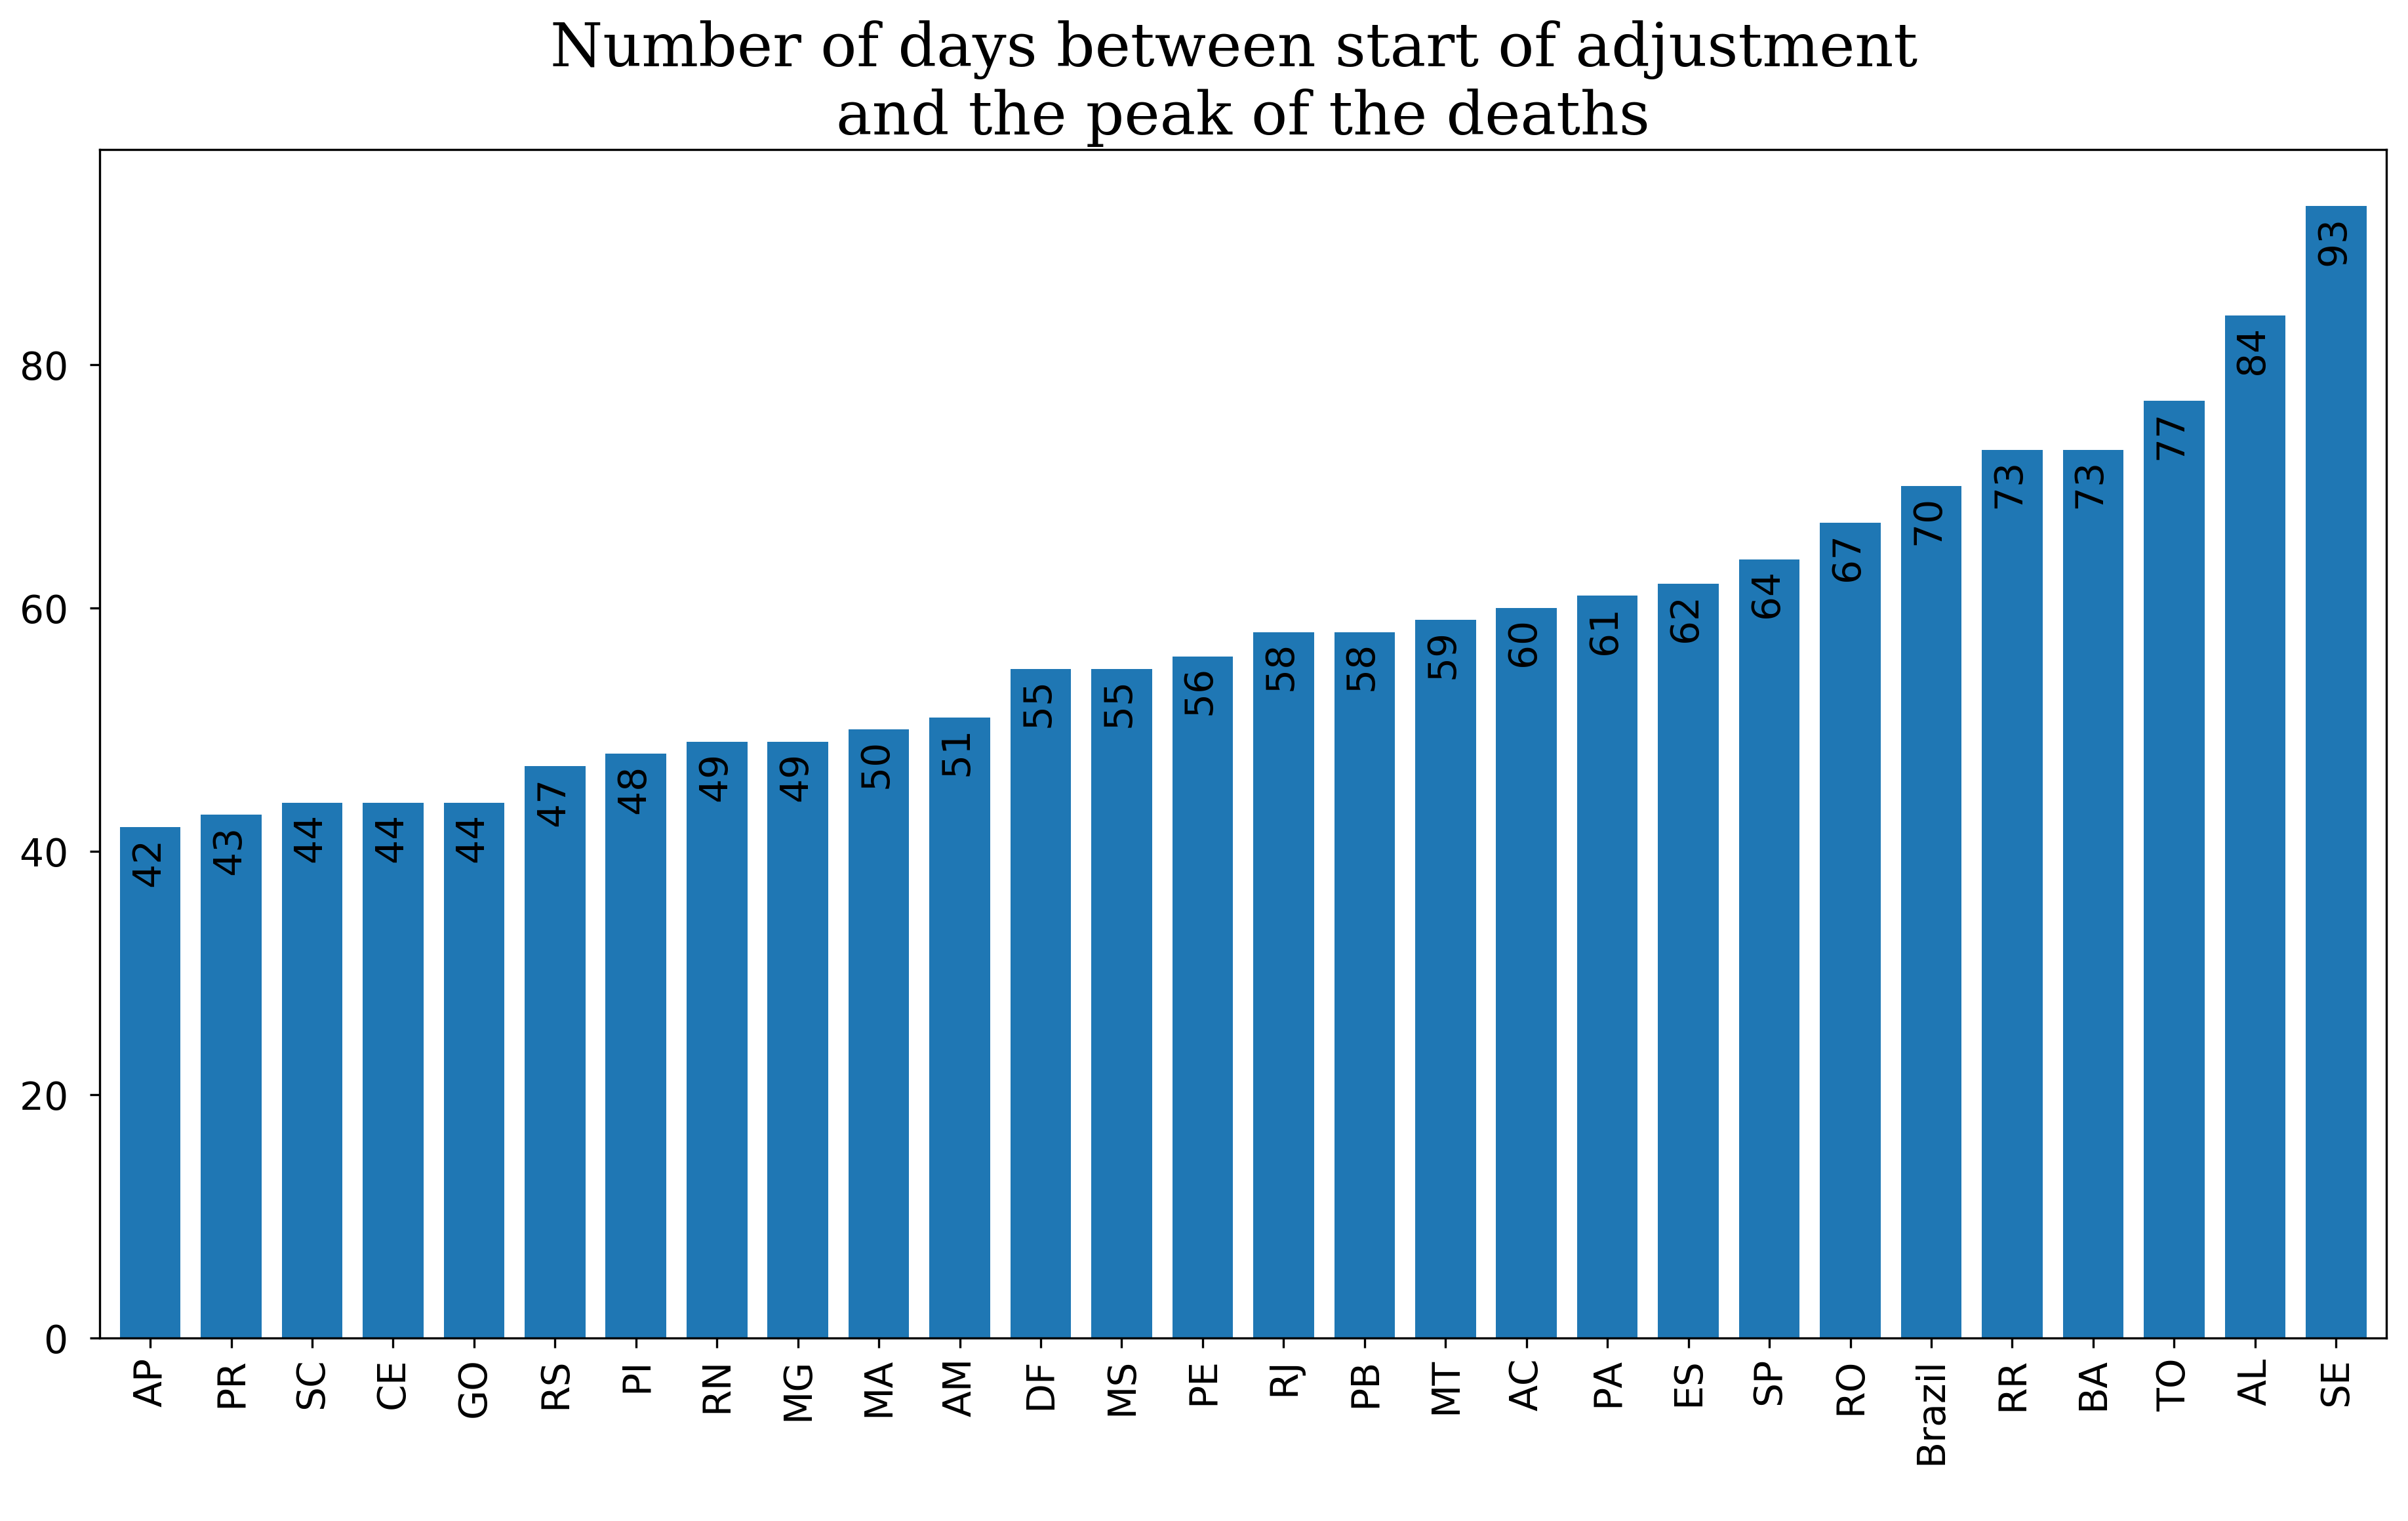 Number of days between start of adjustment
and the peak of the deaths
80
60
40
20
0
42
43
44
44
44
47
48
49
49
50
51
55
55
56
58
58
59
60
61
62
64
67
70
73
73
77
84
93
AP
PR
SC
CE
GO
RS
PI
RN
MG
MA
AM
DF
MS
PE
RJ
PB
MT
AC
PA
ES
SP
RO
Brazil
RR
BA
TO
AL
SE